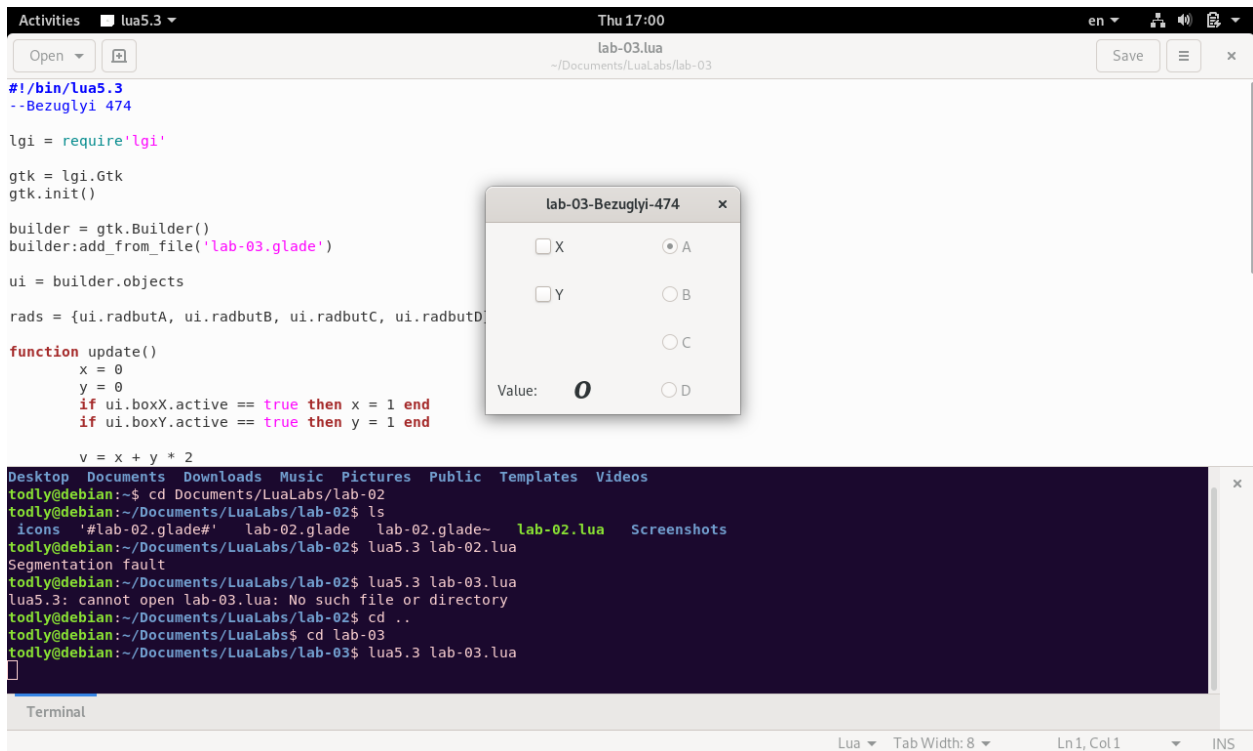 Activities lua5.3 Thu 17:00 en
Open lab-03.lua Save
~/Documents/LuaLabs/lab-03
#!/bin/lua5.3
--Bezuglyi 474
lgi = require'lgi'
gtk = lgi.Gtk
gtk.init()
builder = gtk.Builder()
builder:add_from_file('lab-03.glade')
ui = builder.objects
rads = {ui.radbutA, ui.radbutB, ui.radbutC, ui.radbutD
function update()
x = 0
y = 0
if ui.boxX.active == true then x = 1 end
if ui.boxY.active == true then y = 1 end
v = x + y * 2
lab-03-Bezuglyi-474
X A
Y B
C
Value: 0 D
Desktop Documents Downloads Music Pictures Public Templates Videos
todly@debian:~$ cd Documents/LuaLabs/lab-02
todly@debian:~/Documents/LuaLabs/lab-02$ ls
icons '#lab-02.glade#' lab-02.glade lab-02.glade~ lab-02.lua Screenshots
todly@debian:~/Documents/LuaLabs/lab-02$ lua5.3 lab-02.lua
Segmentation fault
todly@debian:~/Documents/LuaLabs/lab-02$ lua5.3 lab-03.lua
lua5.3: cannot open lab-03.lua: No such file or directory
todly@debian:~/Documents/LuaLabs/lab-02$ cd ..
todly@debian:~/Documents/LuaLabs$ cd lab-03
todly@debian:~/Documents/LuaLabs/lab-03$ lua5.3 lab-03.lua
Terminal
Lua Tab Width: 8 Ln 1, Col 1 INS